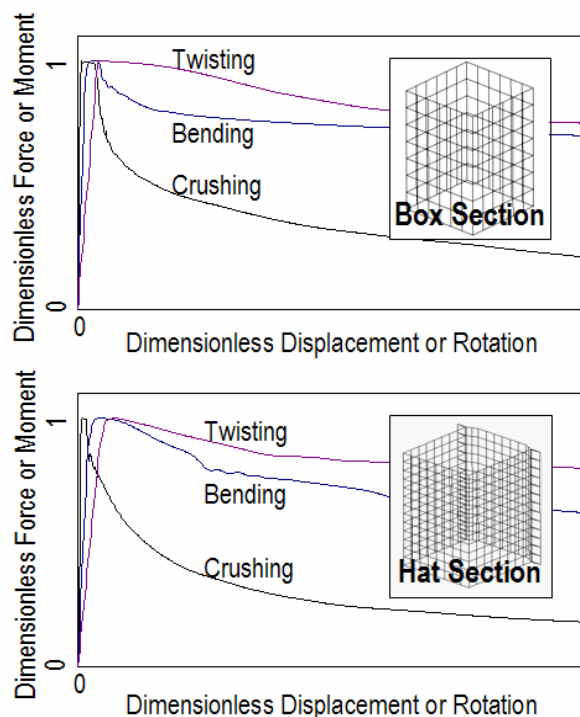 Dimensionless Force or Moment
1
0
Twisting
Bending
Crushing
Box Section
0
Dimensionless Displacement or Rotation
Dimensionless Force or Moment
1
0
Twisting
Bending
Crushing
Hat Section
0
Dimensionless Displacement or Rotation